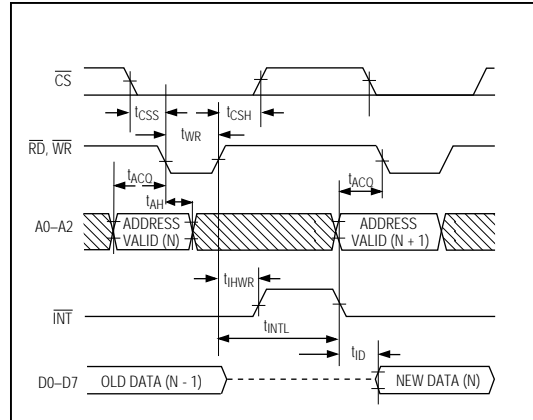 CS
tCSS
tCSH
tWR
RD, WR
tACQ
tACQ
tAH
A0–A2
ADDRESS
VALID (N)
ADDRESS
VALID (N + 1)
tIHWR
INT
tINTL
tID
D0–D7
OLD DATA (N - 1)
NEW DATA (N)